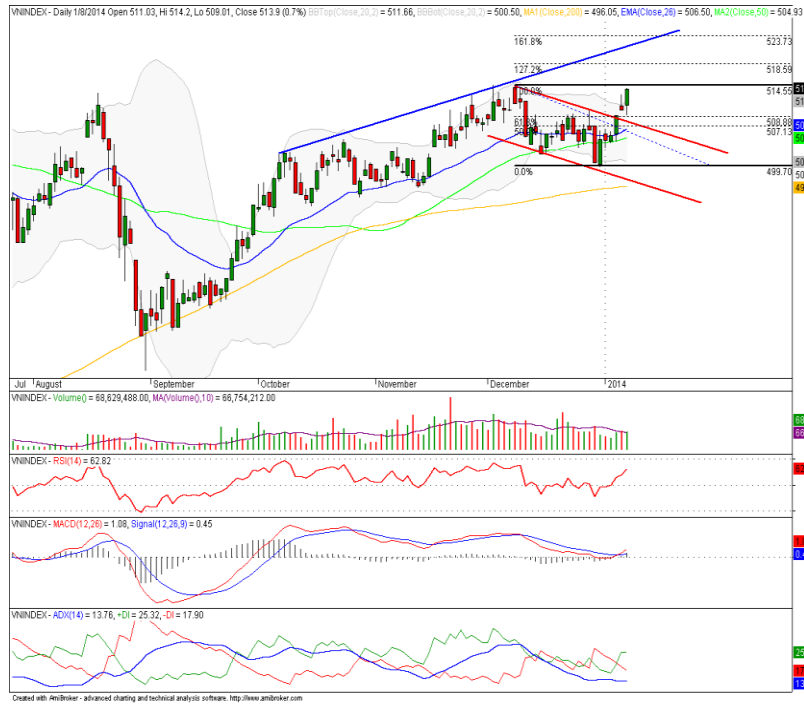 VNINDEX - Daily 1/8/2014 Open 511.03, Hi 514.2, Lo 509.01, Close 513.9 (0.7%) BBTop(Close,20,2) = 511.66, BBBot(Close,20,2) = 500.50, MA1(Close,200) = 496.05, EMA(Close,26) = 506.50, MA2(Close,50) = 504.93
161.8% 523.73
127.2% 518.59
514.55
508.88
507.13
0.0% 499.70
Jul August September October November December 2014
VNINDEX - Volume() = 68,629,488.00, MA(Volume(),10) = 66,754,212.00
VNINDEX - RSI(14) = 62.82
VNINDEX - MACD(12,26) = 1.08, Signal(12,26,9) = 0.45
VNINDEX - ADX(14) = 13.76, +DI = 25.32, -DI = 17.90
Created with AmiBroker - advanced charting and technical analysis software. http://www.amibroker.com